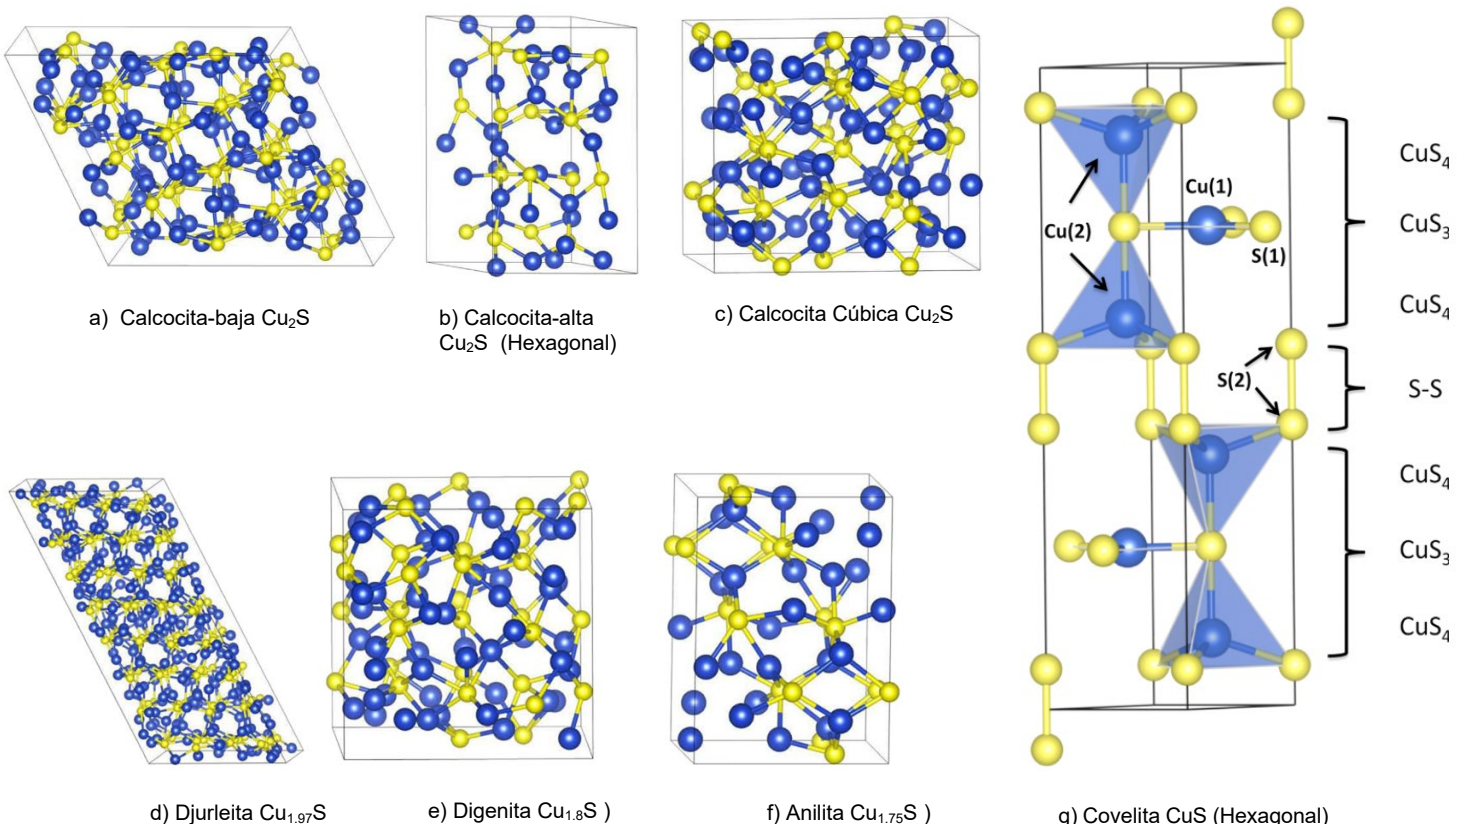 a) Calcocita-baja Cu₂S
b) Calcocita-alta
Cu₂S (Hexagonal)
c) Calcocita Cúbica Cu₂S
d) Djurleita Cu₁.₉₇S
e) Digenita Cu₁.₈S )
f) Anilita Cu₁.₇₅S )
g) Covelita CuS (Hexagonal)
Cu(1)
Cu(2)
S(1)
S(2)
CuS₄
CuS₃
CuS₄
S-S
CuS₄
CuS₃
CuS₄